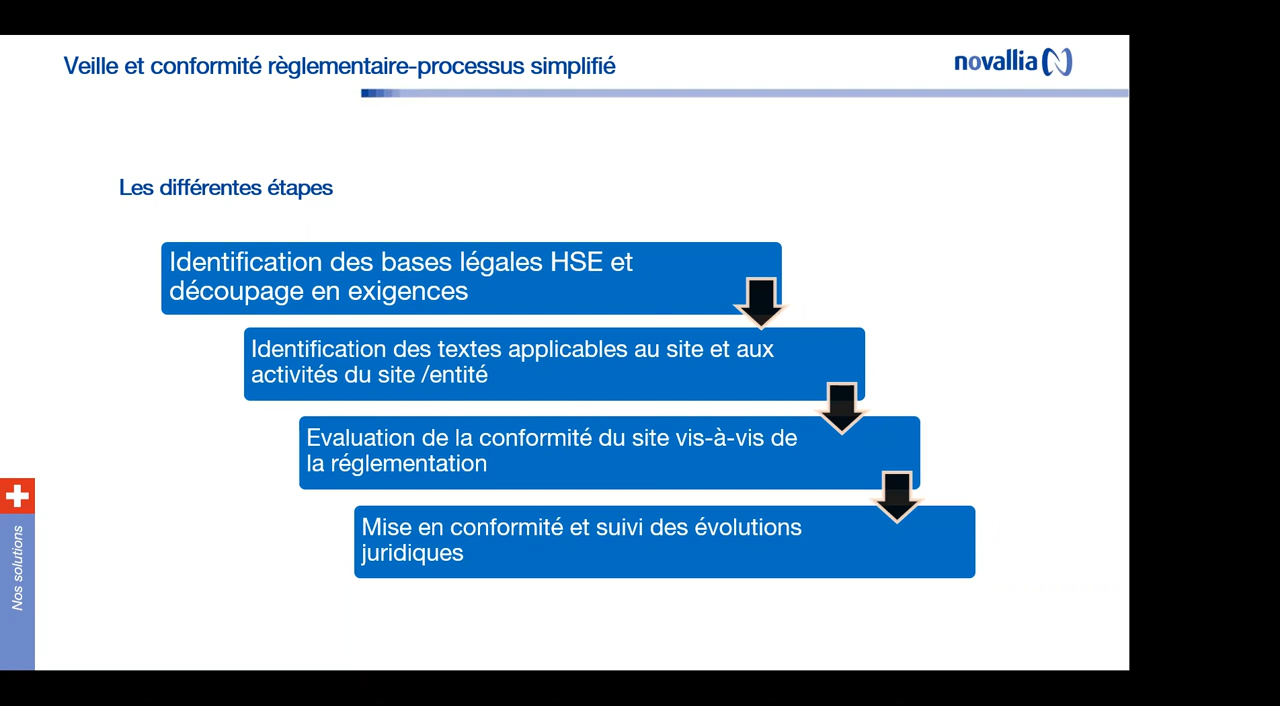 Veille et conformité règlementaire-processus simplifié
novallia
Les différentes étapes
Identification des bases légales HSE et
découpage en exigences
Identification des textes applicables au site et aux
activités du site /entité
Evaluation de la conformité du site vis-à-vis de
la réglementation
Mise en conformité et suivi des évolutions
juridiques
Nos solutions